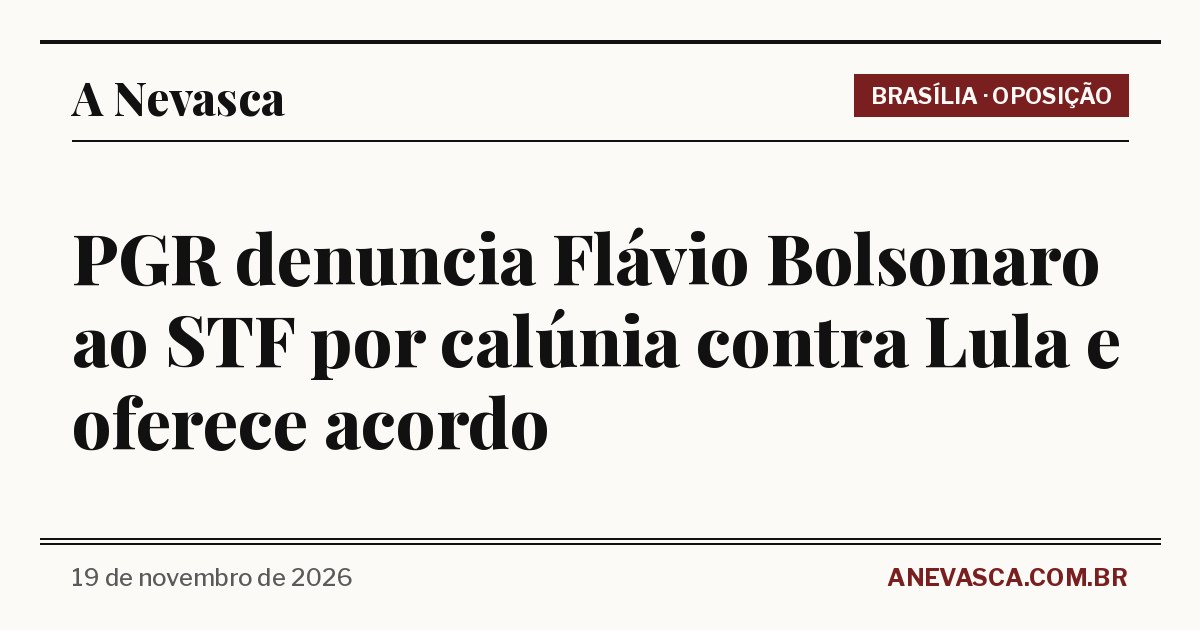 A Nevasca
BRASÍLIA · OPOSIÇÃO
PGR denuncia Flávio Bolsonaro
ao STF por calúnia contra Lula e
oferece acordo
19 de novembro de 2026
ANEVASCA.COM.BR